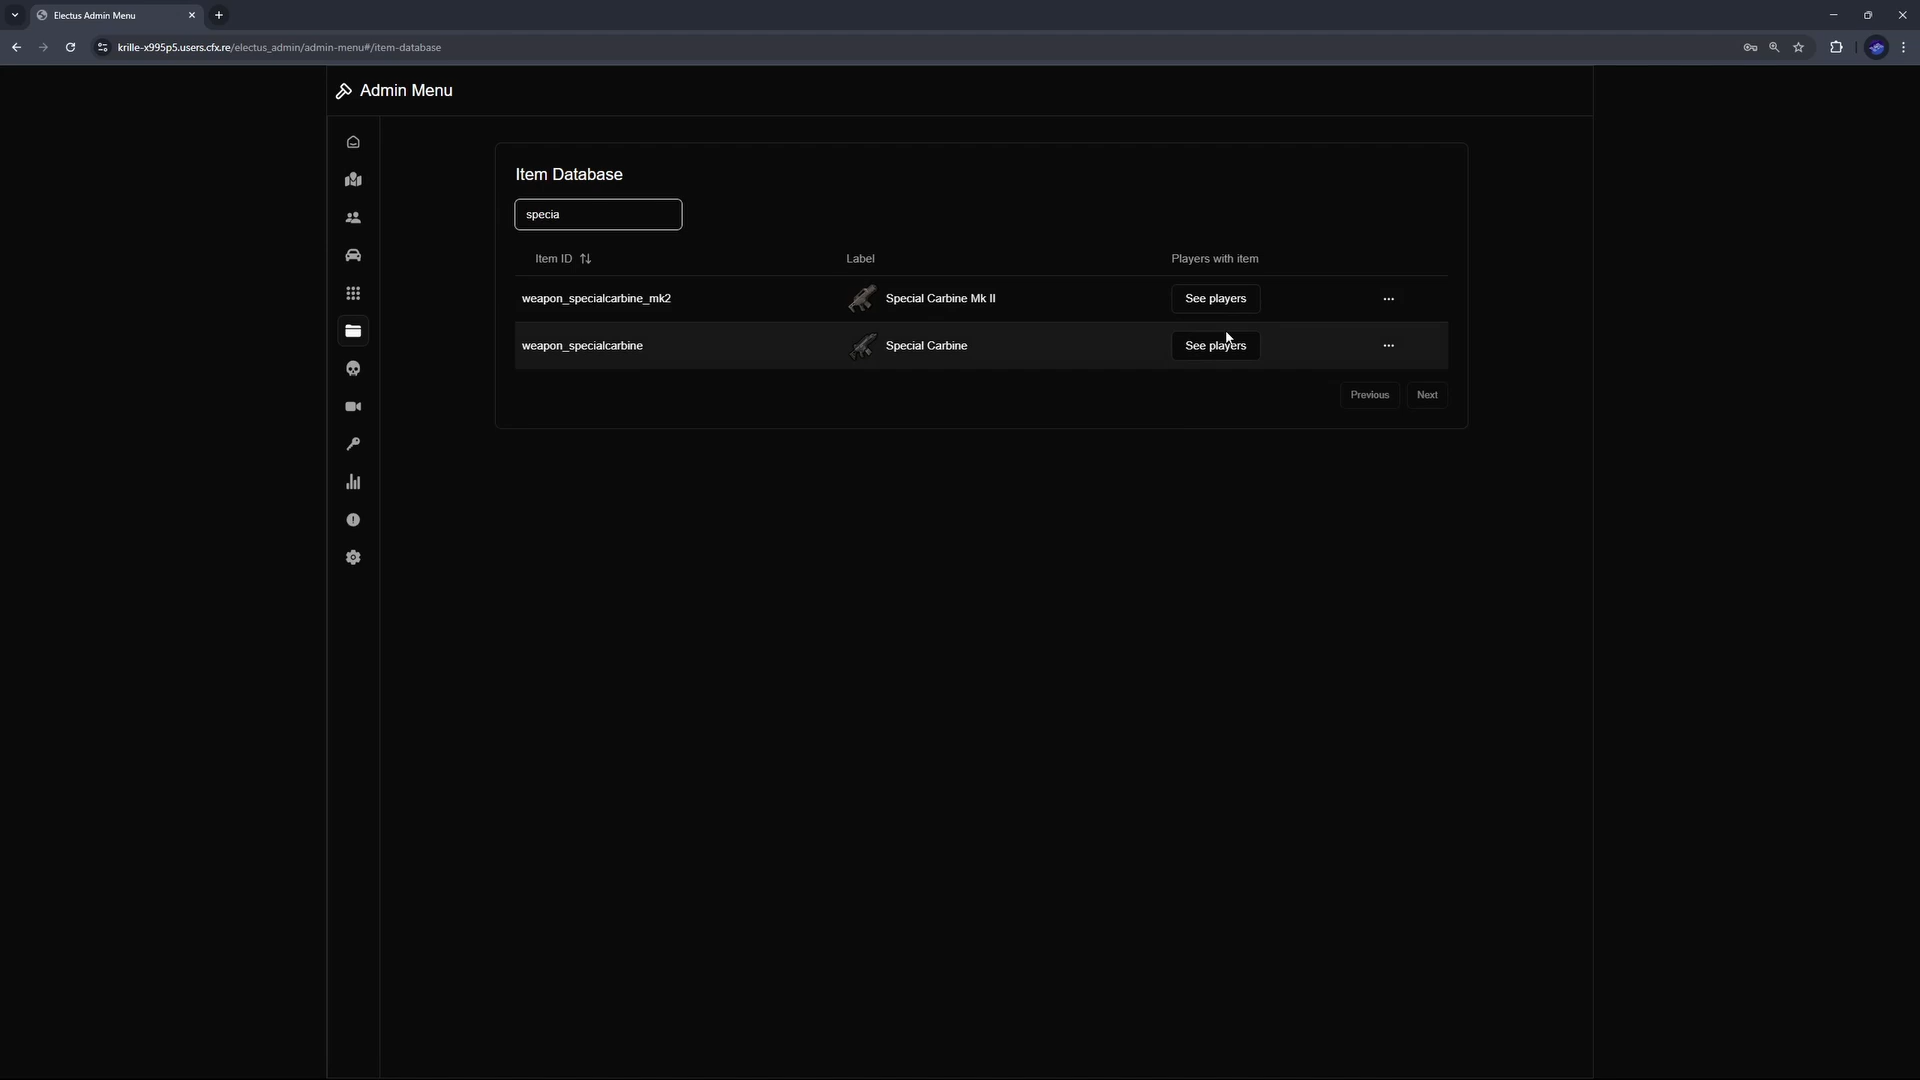 Electus Admin Menu
krille-x995p5.users.cfx.re/electus_admin/admin-menu#/item-database
Admin Menu
Item Database
specia
Item ID Label Players with item
weapon_specialcarbine_mk2 Special Carbine Mk II See players
weapon_specialcarbine Special Carbine See players
Previous Next